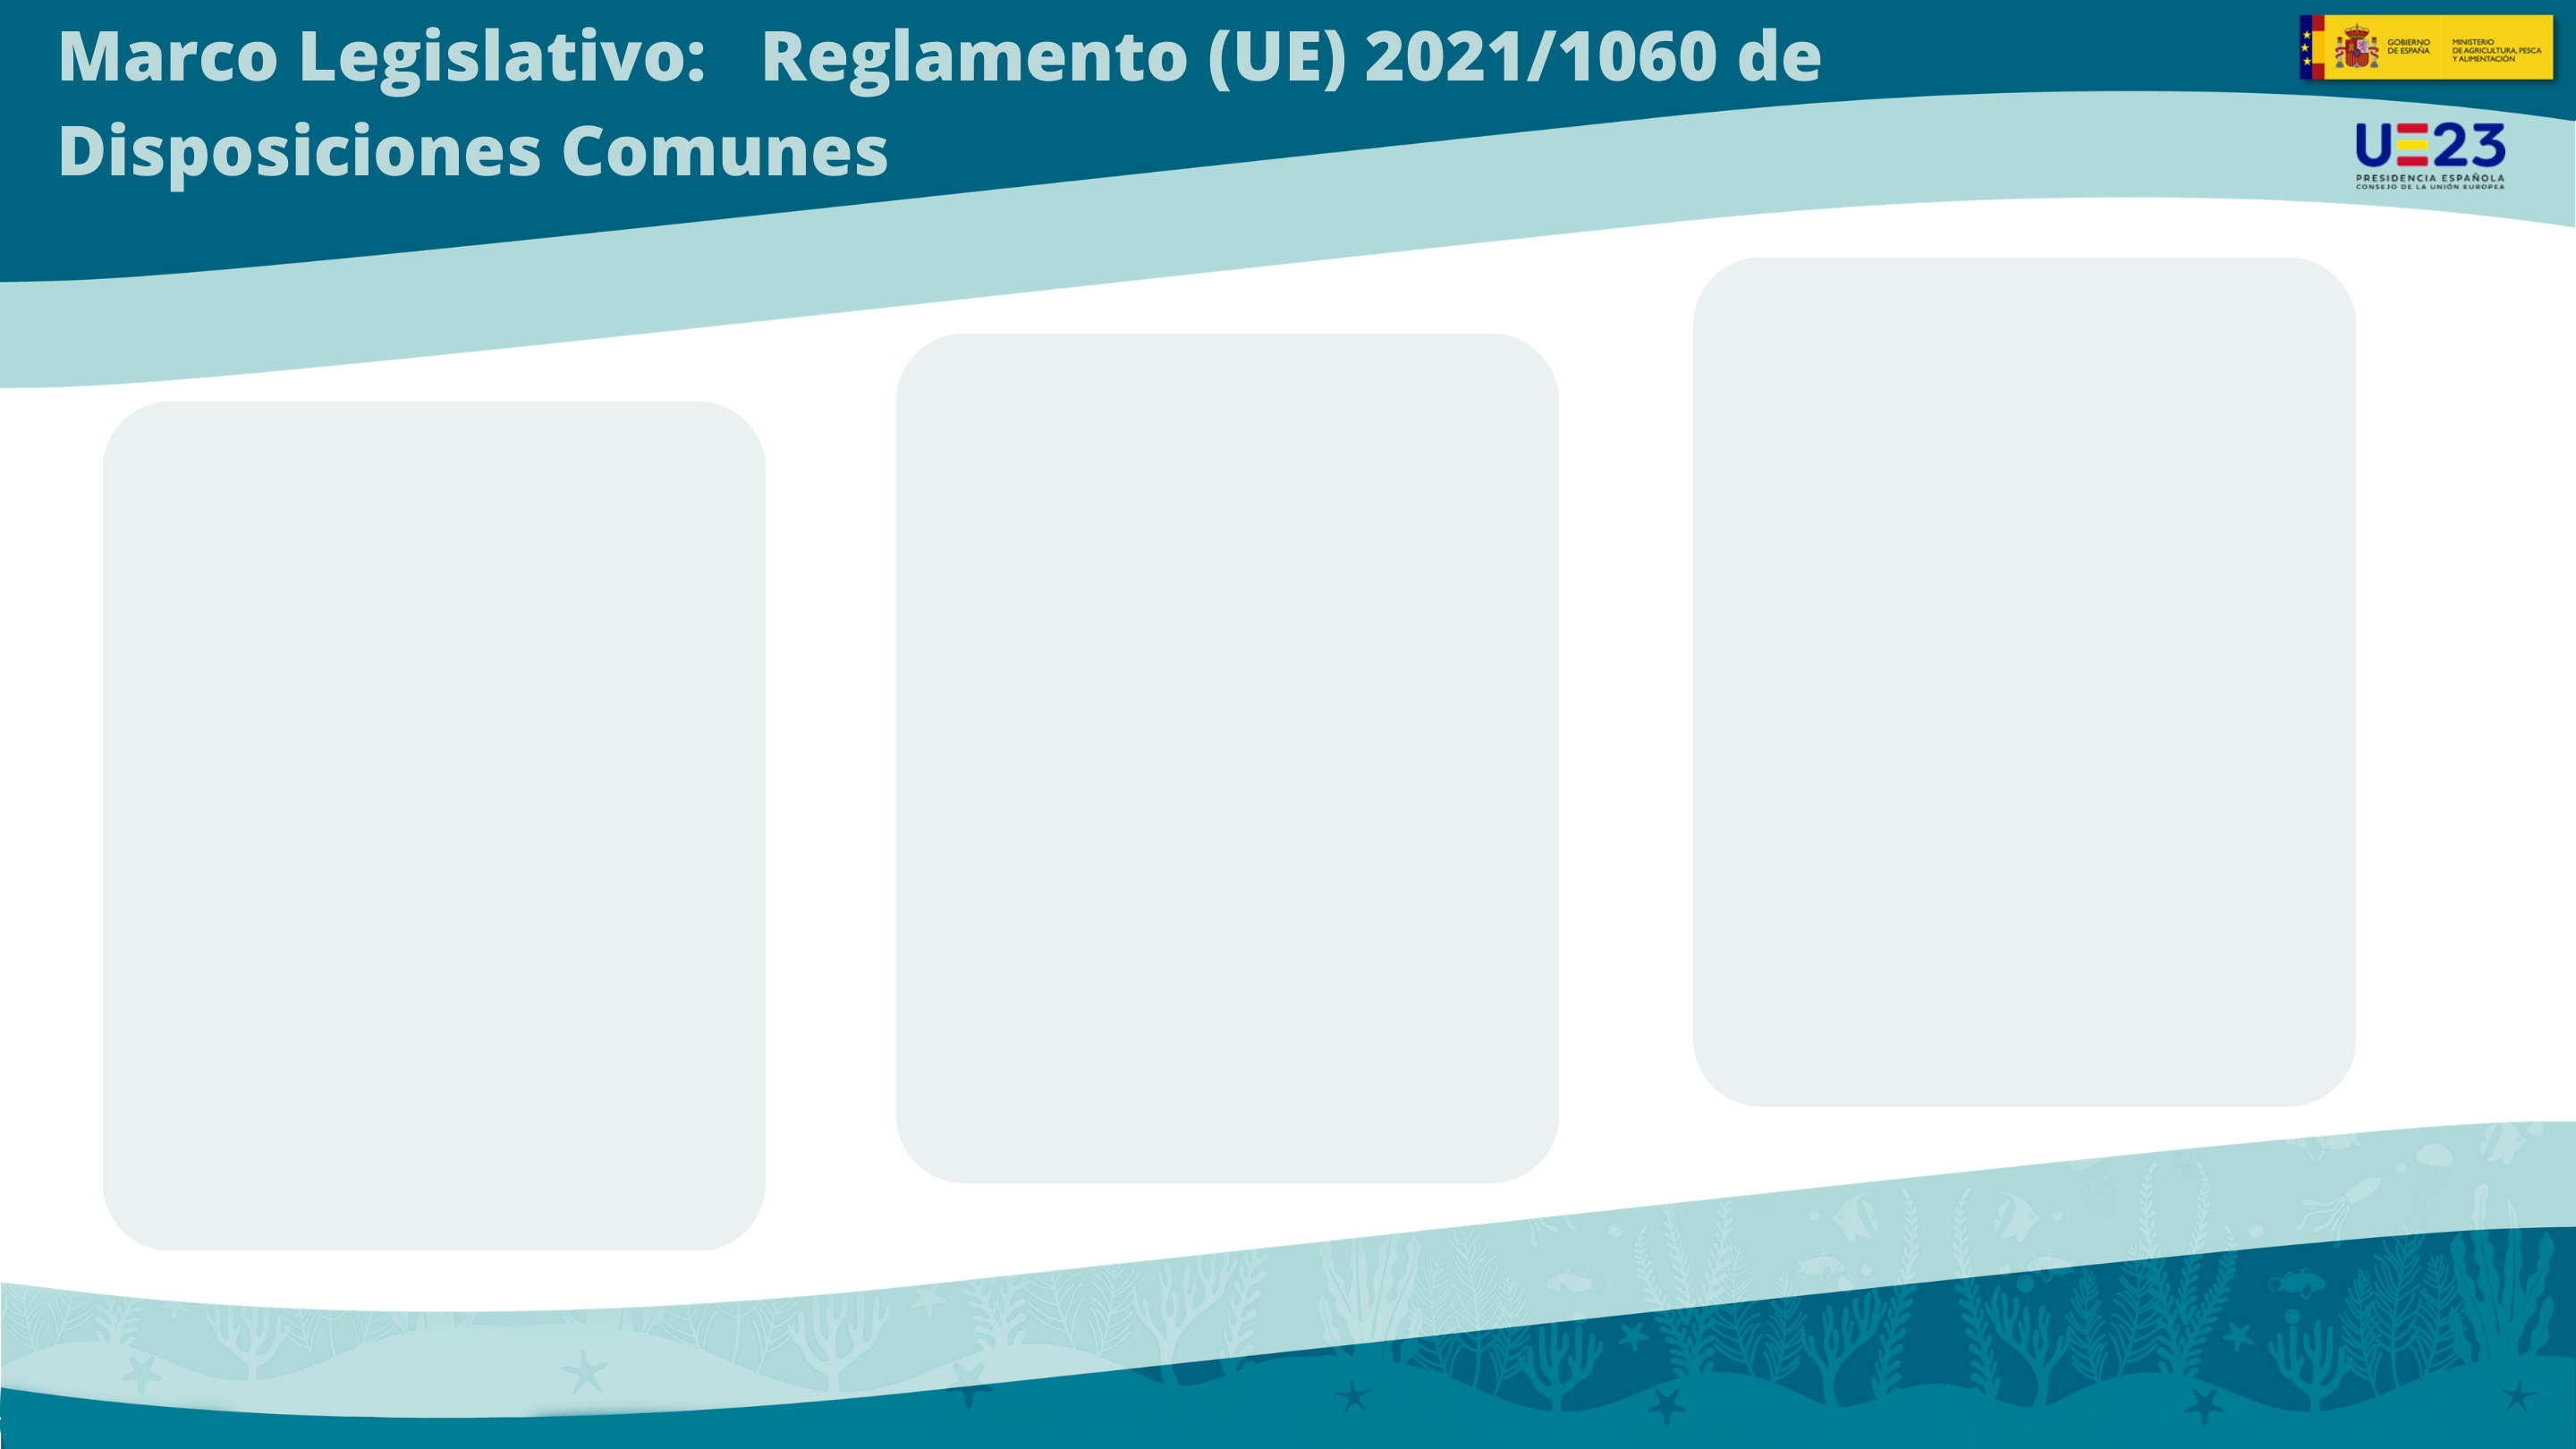 Marco Legislativo: Reglamento (UE) 2021/1060 de
Disposiciones Comunes
GOBIERNO
DE ESPAÑA
MINISTERIO
DE AGRICULTURA, PESCA
Y ALIMENTACIÓN
UE23
PRESIDENCIA ESPAÑOLA
CONSEJO DE LA UNIÓN EUROPEA